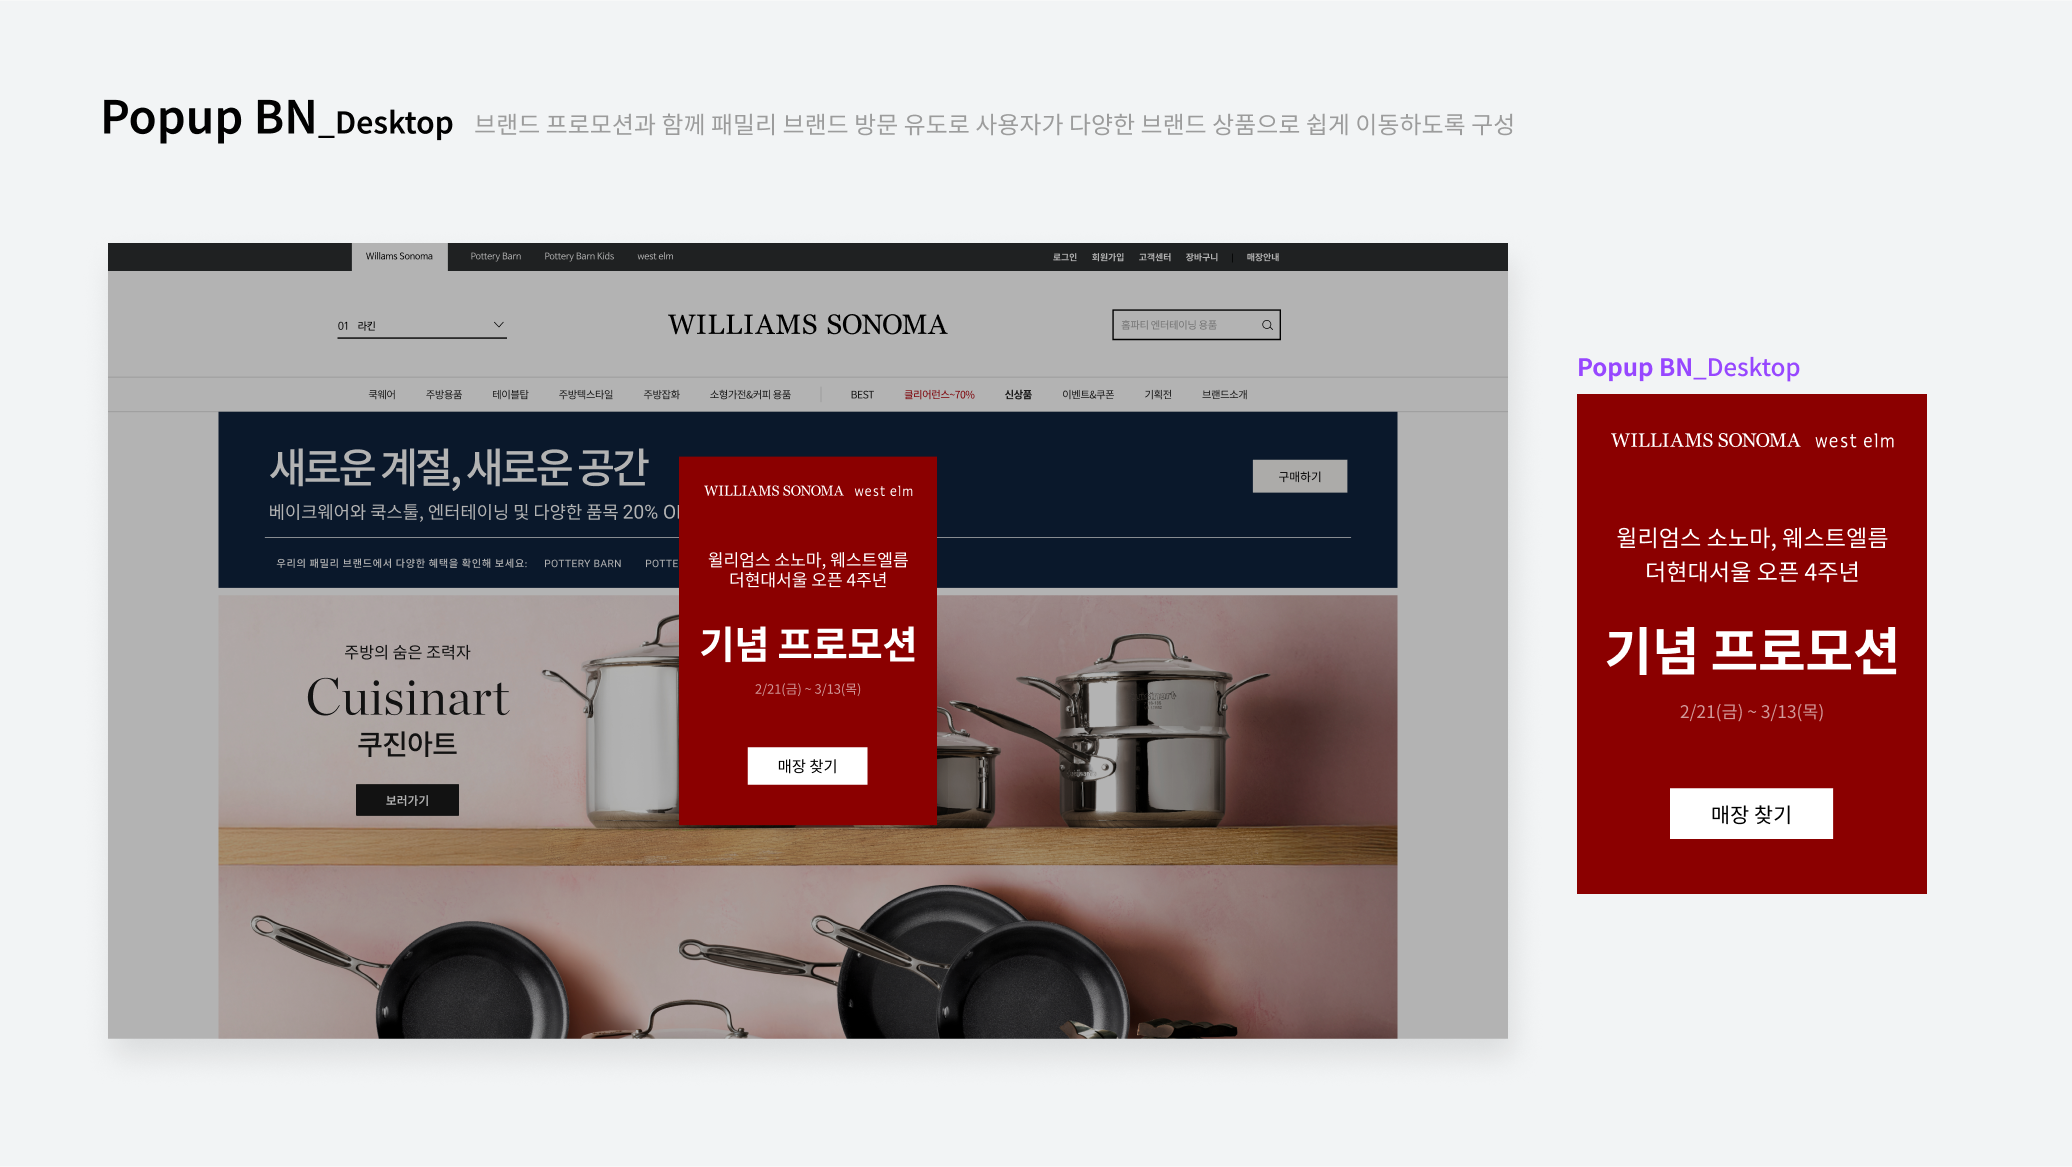 Popup BN_Desktop 브랜드 프로모션과 함께 패밀리 브랜드 방문 유도로 사용자가 다양한 브랜드 상품으로 쉽게 이동하도록 구성
Willams Sonoma Pottery Barn Pottery Barn Kids west elm 로그인 회원가입 고객센터 장바구니 | 매장안내
01 라킨 WILLIAMS SONOMA 홈파티 엔터테이닝 용품
쿡웨어 주방용품 테이블탑 주방텍스타일 주방잡화 소형가전&커피 용품 BEST 클리어런스~70% 신상품 이벤트&쿠폰 기획전 브랜드소개
새로운 계절, 새로운 공간
구매하기
베이크웨어와 쿡스툴, 엔터테이닝 및 다양한 품목 20%
우리의 패밀리 브랜드에서 다양한 혜택을 확인해 보세요: POTTERY BARN POTTE
주방의 숨은 조력자
Cuisinart
쿠진아트
보러가기
WILLIAMS SONOMA west elm
윌리엄스 소노마, 웨스트엘름
더현대서울 오픈 4주년
기념 프로모션
2/21(금) ~ 3/13(목)
매장 찾기
Popup BN_Desktop
WILLIAMS SONOMA west elm
윌리엄스 소노마, 웨스트엘름
더현대서울 오픈 4주년
기념 프로모션
2/21(금) ~ 3/13(목)
매장 찾기